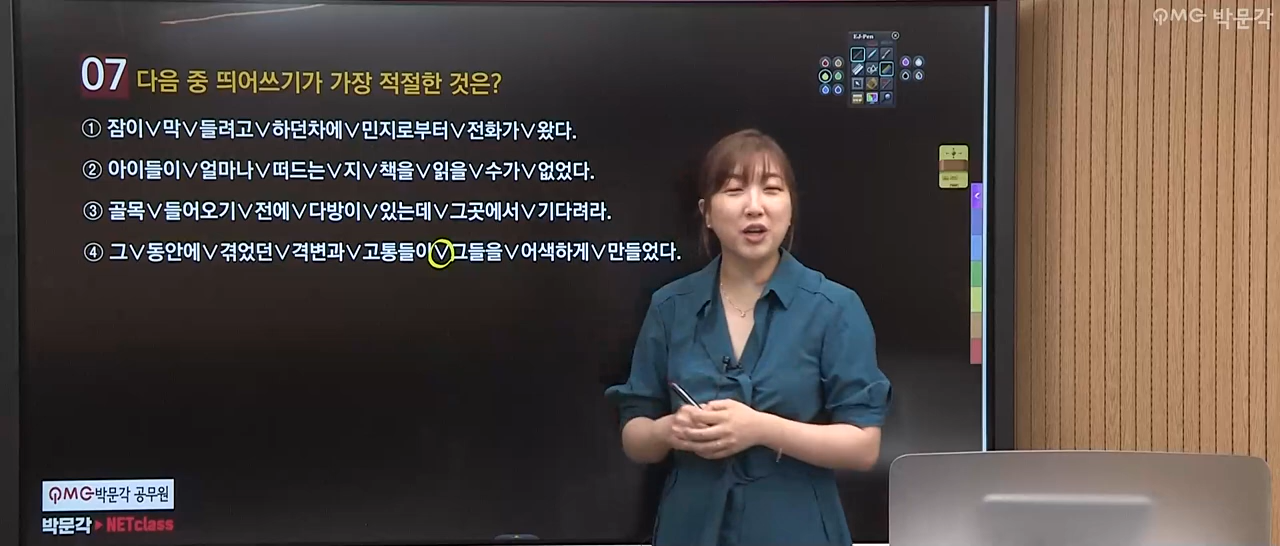 QMG 박문각
EJ-Pen
07 다음 중 띄어쓰기가 가장 적절한 것은?
① 잠이∨막∨들려고∨하던차에∨민지로부터∨전화가∨왔다.
② 아이들이∨얼마나∨떠드는∨지∨책을∨읽을∨수가∨없었다.
③ 골목∨들어오기∨전에∨다방이∨있는데∨그곳에서∨기다려라.
④ 그∨동안에∨겪었던∨격변과∨고통들이∨그들을∨어색하게∨만들었다.
QMG박문각 공무원
박문각 ▶ NETclass